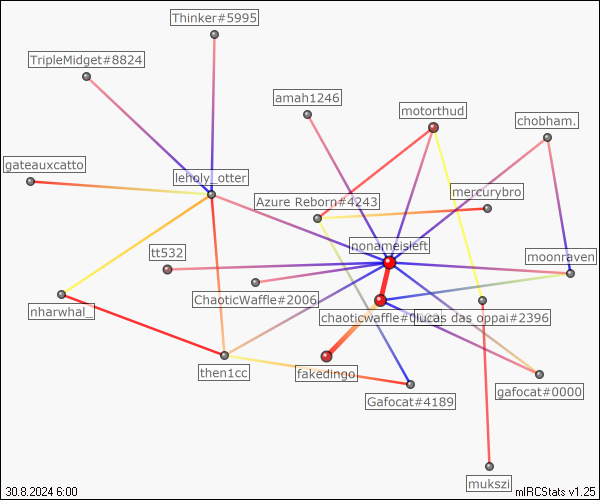 Thinker#5995
TripleMidget#8824
amah1246
motorthud
chobham.
gateauxcatto
leholy_otter
mercurybro
Azure Reborn#4243
nonameisleft
tt532
moonraven
ChaoticWaffle#2006
nharwhal_
chaoticwaffle#
lucas das oppai#2396
then1cc
fakedingo
Gafocat#4189
gafocat#0000
mukszi
30.8.2024 6:00
mIRCStats v1.25